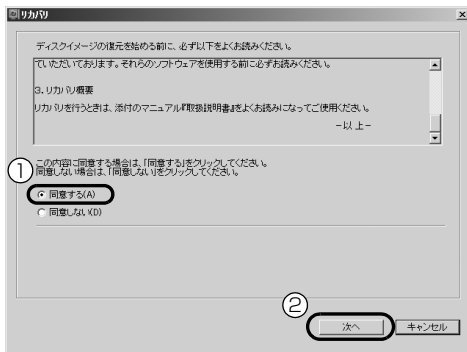 リカバリ
ディスクイメージの復元を始める前に、必ず以下をよくお読みください。
ていただいております。それらのソフトウェアを使用する前に必ずお読みください。
3. リカバリ概要
リカバリを行うときは、添付のマニュアル『取扱説明書』をよくお読みになってご使用ください。
－以 上－
この内容に同意する場合は、「同意する」をクリックしてください。
同意しない場合は、「同意しない」をクリックしてください。
①
同意する(A)
同意しない(D)
②
次へ
キャンセル